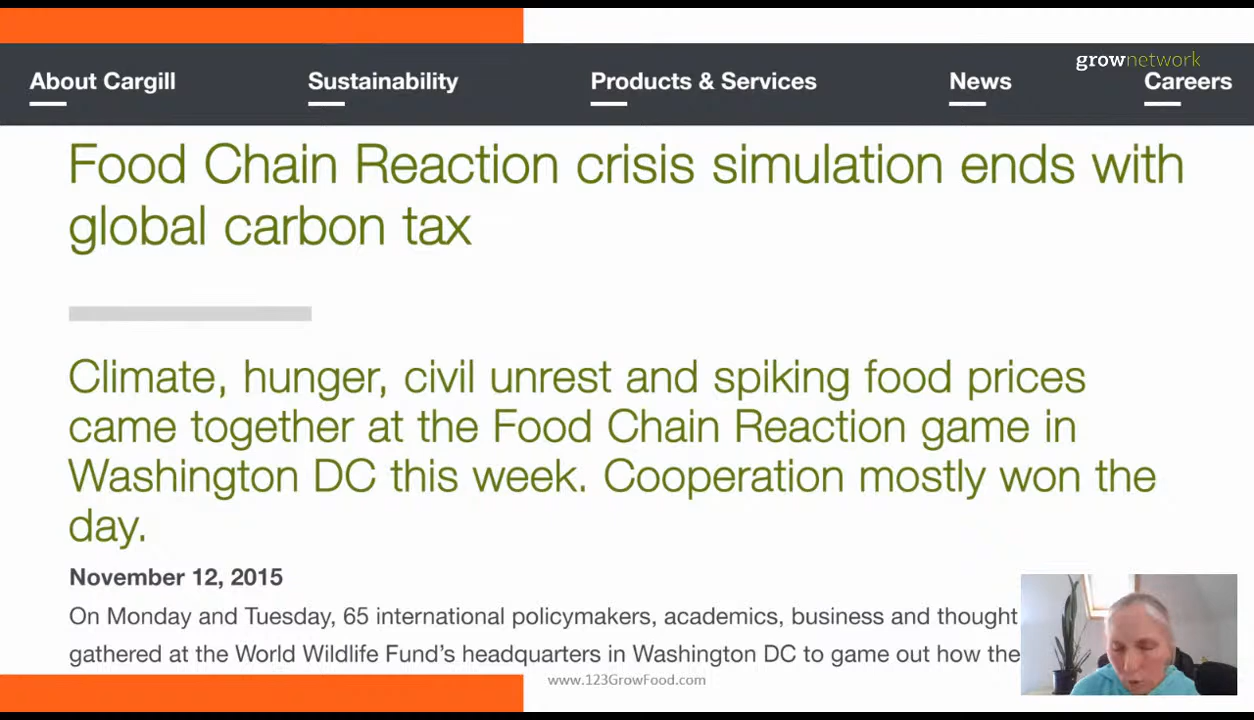 grownetwork
About Cargill Sustainability Products & Services News Careers
Food Chain Reaction crisis simulation ends with
global carbon tax
Climate, hunger, civil unrest and spiking food prices
came together at the Food Chain Reaction game in
Washington DC this week. Cooperation mostly won the
day.
November 12, 2015
On Monday and Tuesday, 65 international policymakers, academics, business and thought
gathered at the World Wildlife Fund's headquarters in Washington DC to game out how the
www.123GrowFood.com